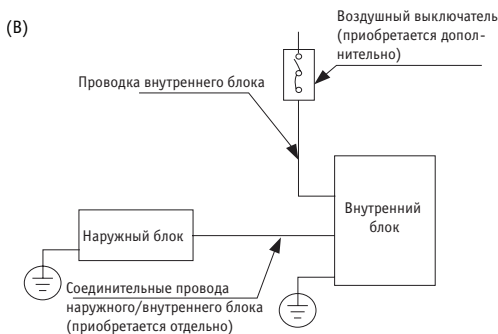 (B)
Воздушный выключатель
(приобретается допол-
нительно)
Проводка внутреннего блока
Внутренний
блок
Наружный блок
Соединительные провода
наружного/внутреннего блока
(приобретается отдельно)